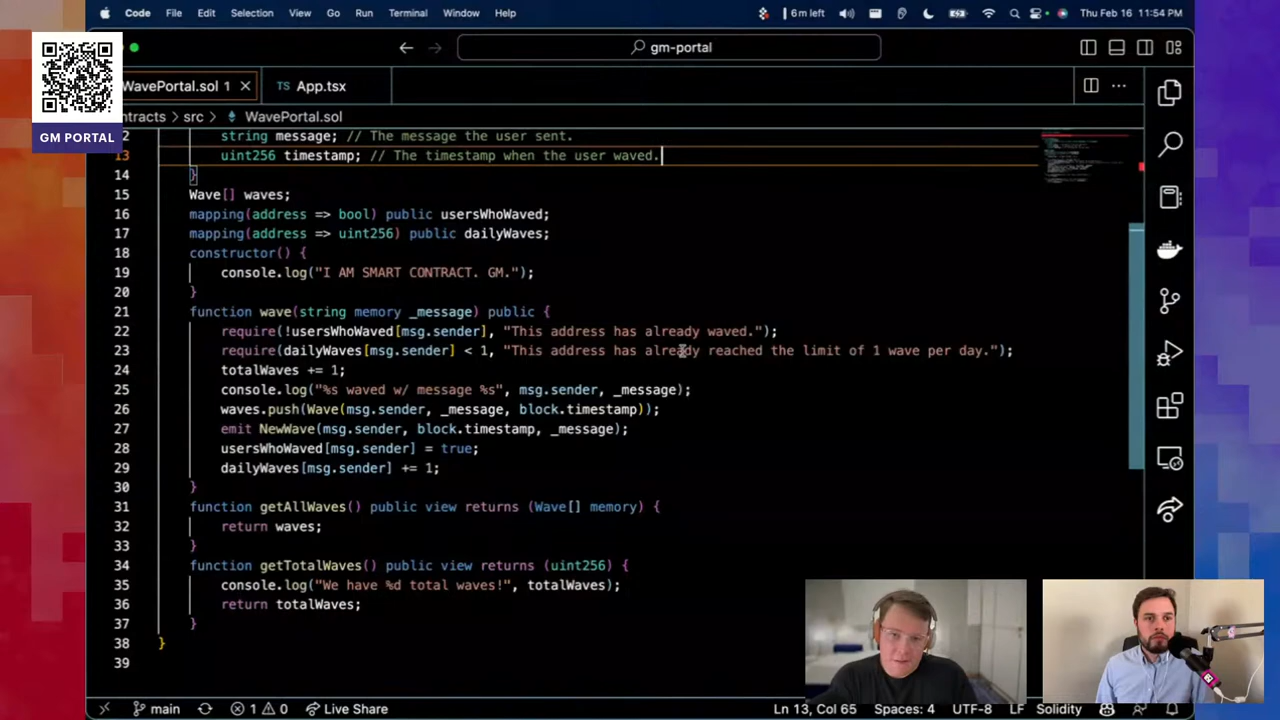 Code File Edit Selection View Go Run Terminal Window Help 6 m left Thu Feb 16 11:54 PM
gm-portal
WavePortal.sol 1 TS App.tsx
GM PORTAL
ntracts > src > WavePortal.sol
2 string message; // The message the user sent.
13 uint256 timestamp; // The timestamp when the user waved.
14 }
15 Wave[] waves;
16 mapping(address => bool) public usersWhoWaved;
17 mapping(address => uint256) public dailyWaves;
18 constructor() {
19 console.log("I AM SMART CONTRACT. GM.");
20 }
21 function wave(string memory _message) public {
22 require(!usersWhoWaved[msg.sender], "This address has already waved.");
23 require(dailyWaves[msg.sender] < 1, "This address has already reached the limit of 1 wave per day.");
24 totalWaves += 1;
25 console.log("%s waved w/ message %s", msg.sender, _message);
26 waves.push(Wave(msg.sender, _message, block.timestamp));
27 emit NewWave(msg.sender, block.timestamp, _message);
28 usersWhoWaved[msg.sender] = true;
29 dailyWaves[msg.sender] += 1;
30 }
31 function getAllWaves() public view returns (Wave[] memory) {
32 return waves;
33 }
34 function getTotalWaves() public view returns (uint256) {
35 console.log("We have %d total waves!", totalWaves);
36 return totalWaves;
37 }
38 }
39
main 1 0 Live Share Ln 13, Col 65 Spaces: 4 UTF-8 LF Solidity